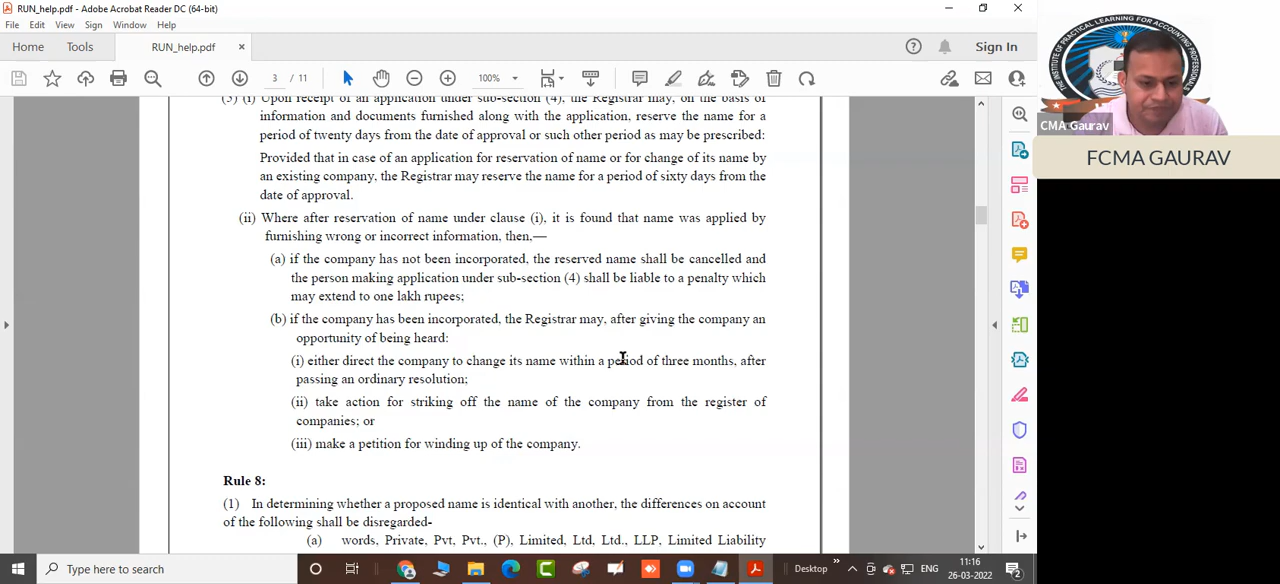 RUN_help.pdf - Adobe Acrobat Reader DC (64-bit)
File Edit View Sign Window Help
Home Tools RUN_help.pdf × Sign In
3 / 11 100%
THE INSTITUTE OF PRACTICAL LEARNING FOR ACCOUNTING PROFESSIONALS
CMA Gaurav
FCMA GAURAV
(5) (i) Upon receipt of an application under sub-section (4), the Registrar may, on the basis of
information and documents furnished along with the application, reserve the name for a
period of twenty days from the date of approval or such other period as may be prescribed:
Provided that in case of an application for reservation of name or for change of its name by
an existing company, the Registrar may reserve the name for a period of sixty days from the
date of approval.
(ii) Where after reservation of name under clause (i), it is found that name was applied by
furnishing wrong or incorrect information, then,—
(a) if the company has not been incorporated, the reserved name shall be cancelled and
the person making application under sub-section (4) shall be liable to a penalty which
may extend to one lakh rupees;
(b) if the company has been incorporated, the Registrar may, after giving the company an
opportunity of being heard:
(i) either direct the company to change its name within a period of three months, after
passing an ordinary resolution;
(ii) take action for striking off the name of the company from the register of
companies; or
(iii) make a petition for winding up of the company.
Rule 8:
(1) In determining whether a proposed name is identical with another, the differences on account
of the following shall be disregarded-
(a) words, Private, Pvt, Pvt., (P), Limited, Ltd, Ltd., LLP, Limited Liability
Type here to search
Desktop
ENG
11:16
26-03-2022
2